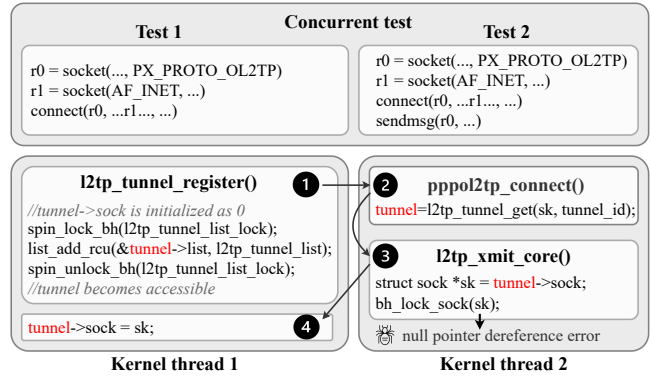 Concurrent test
Test 1
r0 = socket(..., PX_PROTO_OL2TP)
r1 = socket(AF_INET, ...)
connect(r0, ...r1..., ...)
Test 2
r0 = socket(..., PX_PROTO_OL2TP)
r1 = socket(AF_INET, ...)
connect(r0, ...r1..., ...)
sendmsg(r0, ...)
l2tp_tunnel_register()
1
//tunnel->sock is initialized as 0
spin_lock_bh(l2tp_tunnel_list_lock);
list_add_rcu(&tunnel->list, l2tp_tunnel_list);
spin_unlock_bh(l2tp_tunnel_list_lock);
//tunnel becomes accessible
tunnel->sock = sk;
4
Kernel thread 1
2
pppol2tp_connect()
tunnel=l2tp_tunnel_get(sk, tunnel_id);
3
l2tp_xmit_core()
struct sock *sk = tunnel->sock;
bh_lock_sock(sk);
null pointer dereference error
Kernel thread 2